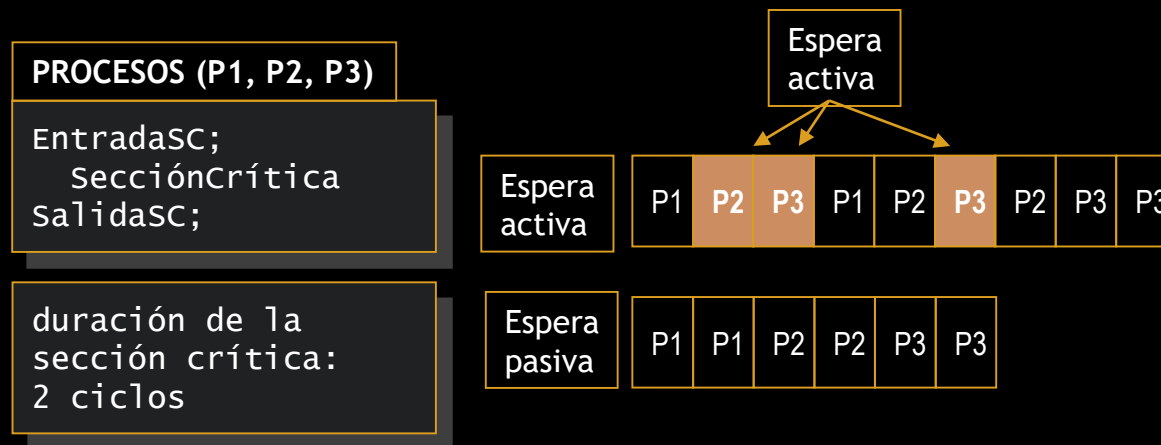 Espera
activa
PROCESOS (P1, P2, P3)
EntradaSC;
SecciónCrítica
SalidaSC;
Espera
activa
P1 P2 P3 P1 P2 P3 P2 P3 P3
duración de la
sección crítica:
2 ciclos
Espera
pasiva
P1 P1 P2 P2 P3 P3